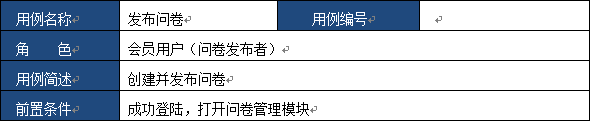 用例名称 发布问卷 用例编号
角 色 会员用户（问卷发布者）
用例简述 创建并发布问卷
前置条件 成功登陆，打开问卷管理模块